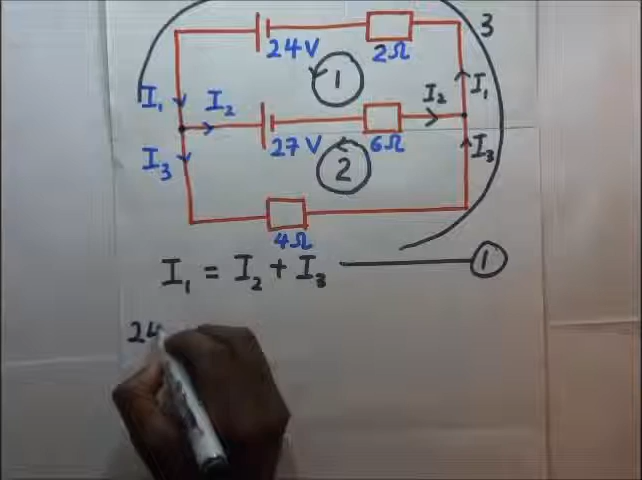 3
24V 2Ω
1
I₁ I₂ I₂ I₁
27V 6Ω
I₃ 2 I₃
4Ω
I₁ = I₂ + I₃ 1
24